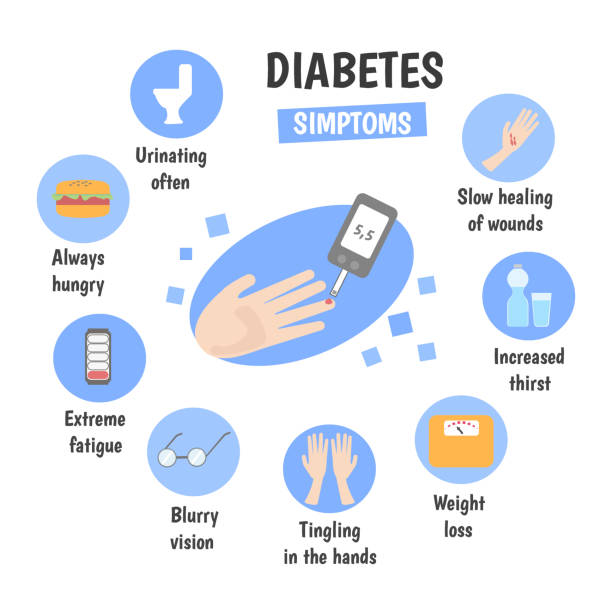 DIABETES
SIMPTOMS
Urinating
often
Always
hungry
Extreme
fatigue
Blurry
vision
Tingling
in the hands
Weight
loss
Increased
thirst
Slow healing
of wounds
5,5